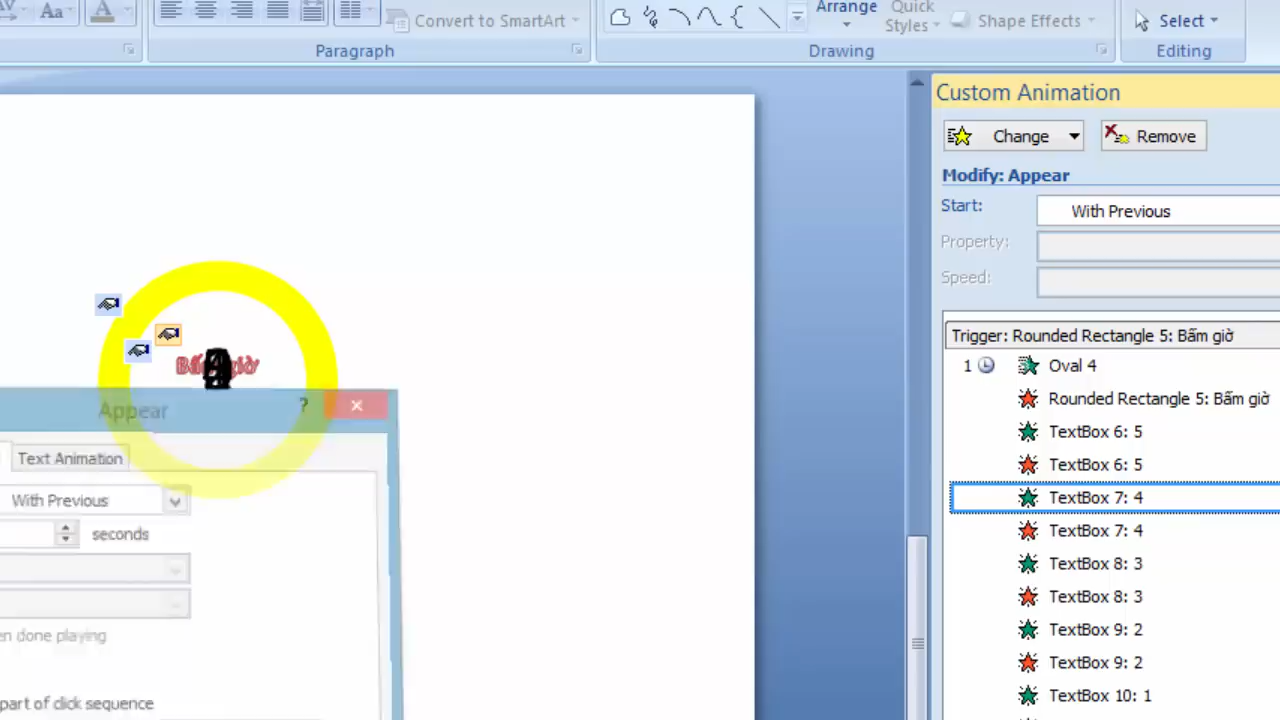 Aa
A
Convert to SmartArt
Arrange
Quick
Styles
Shape Effects
Select
Paragraph
Drawing
Editing
Custom Animation
Change
Remove
Modify: Appear
Start:
With Previous
Property:
Speed:
Trigger: Rounded Rectangle 5: Bấm giờ
1 Oval 4
Rounded Rectangle 5: Bấm giờ
TextBox 6: 5
TextBox 6: 5
TextBox 7: 4
TextBox 7: 4
TextBox 8: 3
TextBox 8: 3
TextBox 9: 2
TextBox 9: 2
TextBox 10: 1
Appear
?
Text Animation
With Previous
seconds
en done playing
part of click sequence